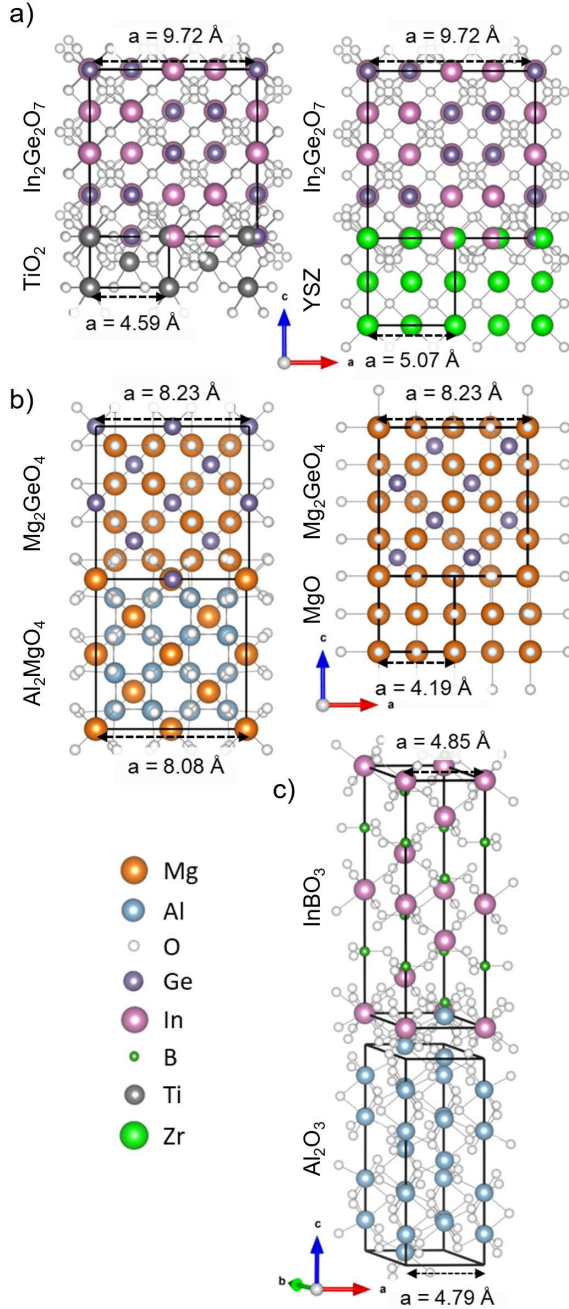 a)
a = 9.72 Å
a = 9.72 Å
In₂Ge₂O₇
In₂Ge₂O₇
TiO₂
YSZ
a = 4.59 Å
a = 5.07 Å
c
a
b)
a = 8.23 Å
a = 8.23 Å
Mg₂GeO₄
Mg₂GeO₄
Al₂MgO₄
MgO
a = 8.08 Å
a = 4.19 Å
c
a
c)
a = 4.85 Å
InBO₃
Al₂O₃
Mg
Al
O
Ge
In
B
Ti
Zr
c
b
a
a = 4.79 Å